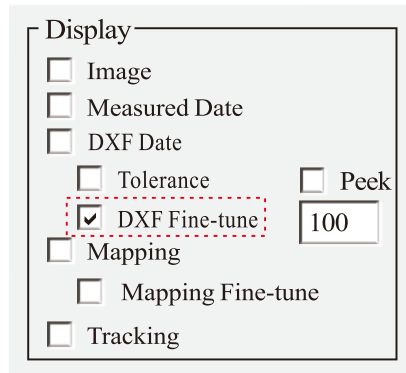 Display
Image
Measured Date
DXF Date
Tolerance
Peek
DXF Fine-tune
100
Mapping
Mapping Fine-tune
Tracking